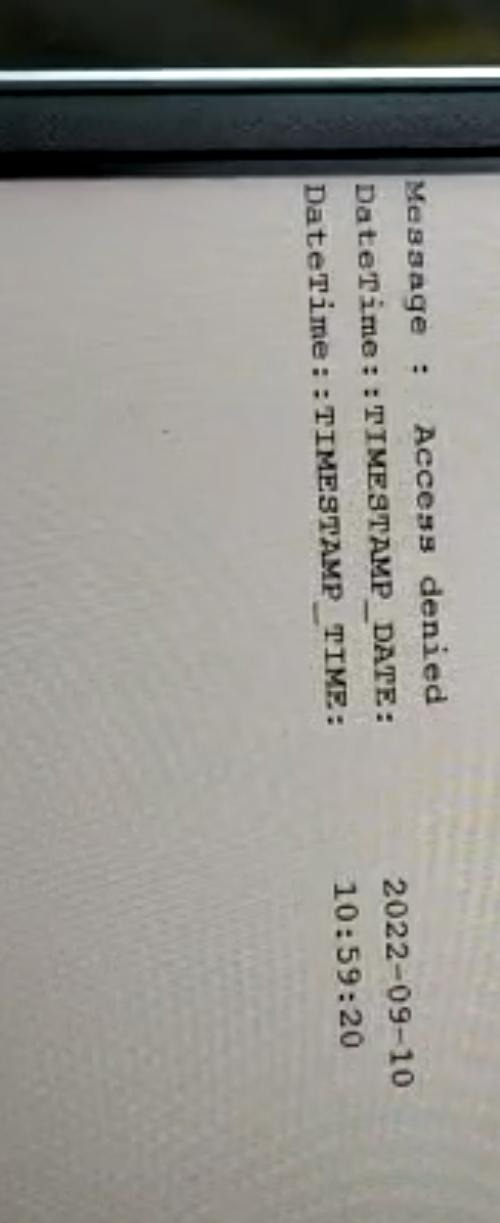 Message :  Access denied
DateTime::TIMESTAMP_DATE:        2022-09-10
DateTime::TIMESTAMP_TIME:        10:59:20